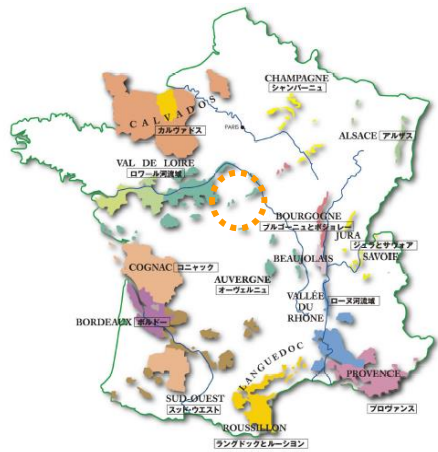 CHAMPAGNE
シャンパーニュ
CALVADOS
カルヴァドス
PARIS
ALSACE アルザス
VAL DE LOIRE
ロワール河流域
BOURGOGNE
ブルゴーニュとボジョレー
JURA
ジュラとサヴォア
SAVOIE
BEAUJOLAIS
COGNAC コニャック
AUVERGNE
オーヴェルニュ
VALLÉE
DU
RHÔNE
ローヌ河流域
BORDEAUX ボルドー
LANGUEDOC
PROVENCE
プロヴァンス
SUD-OUEST
スッド・ウエスト
ROUSSILLON
ラングドックとルーション